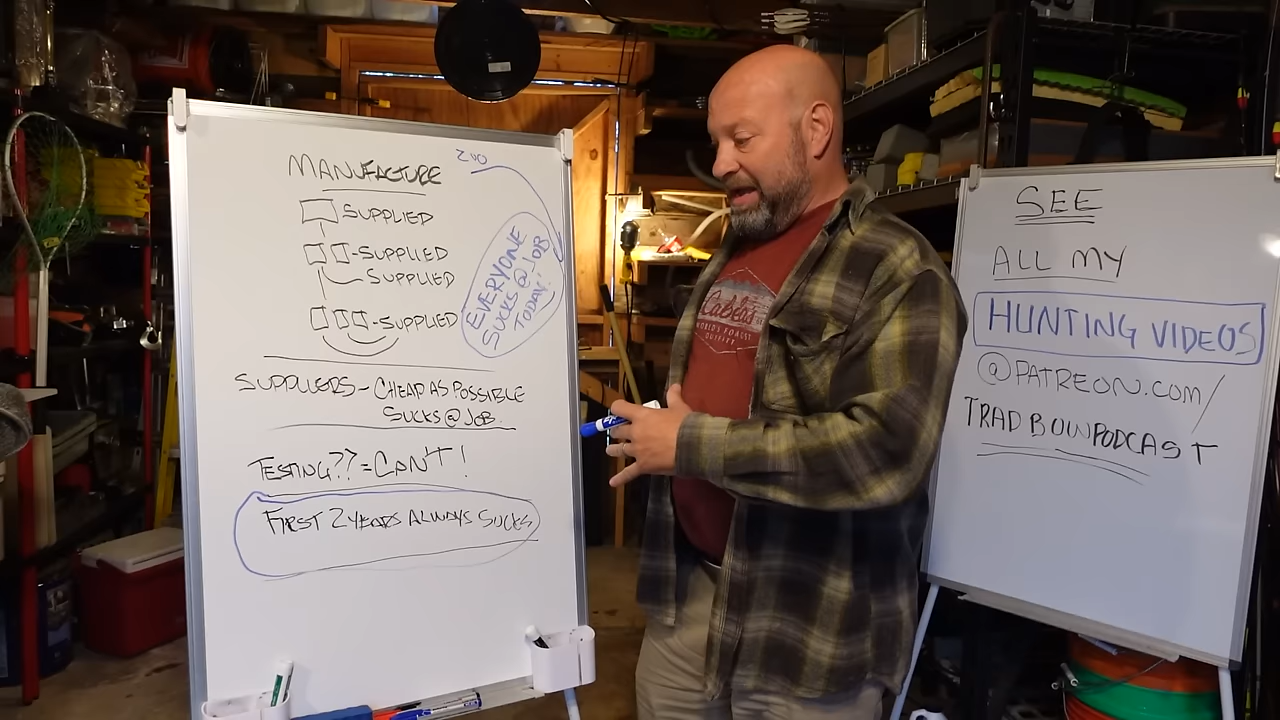 MANUFACTURE
SUPPLIED
-SUPPLIED
SUPPLIED
-SUPPLIED
200
EVERYONE
SUCKS @ JOB
TODAY!
SUPPLIERS - CHEAP AS POSSIBLE
SUCKS @ JOB.
TESTING?? = CAN'T!
FIRST 2 YEARS ALWAYS SUCKS
Cabela's
WORLD'S FOREMOST
OUTFITTER
SEE
ALL MY
HUNTING VIDEOS
@PATREON.COM/
TRADBOWPODCAST